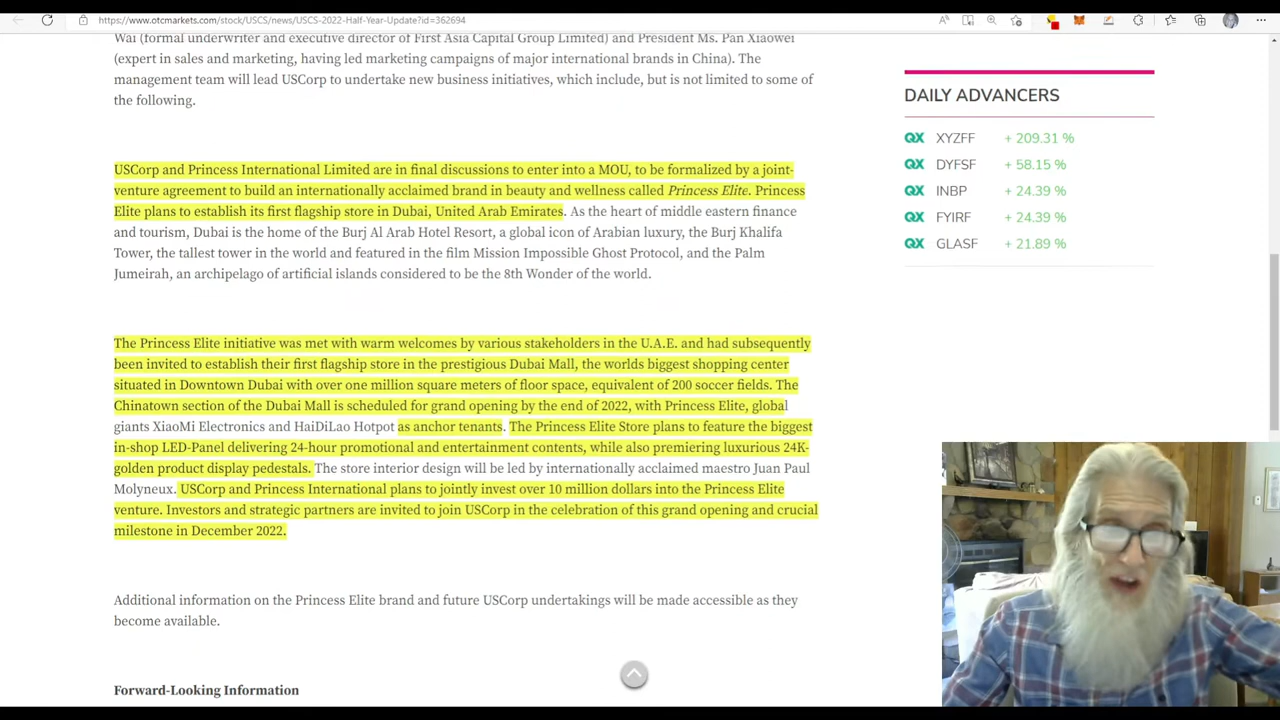 https://www.otcmarkets.com/stock/USCS/news/USCS-2022-Half-Year-Update?id=362694
Wai (formal underwriter and executive director of First Asia Capital Group Limited) and President Ms. Pan Xiaowei
(expert in sales and marketing, having led marketing campaigns of major international brands in China). The
management team will lead USCorp to undertake new business initiatives, which include, but is not limited to some of
the following.
USCorp and Princess International Limited are in final discussions to enter into a MOU, to be formalized by a joint-
venture agreement to build an internationally acclaimed brand in beauty and wellness called Princess Elite. Princess
Elite plans to establish its first flagship store in Dubai, United Arab Emirates. As the heart of middle eastern finance
and tourism, Dubai is the home of the Burj Al Arab Hotel Resort, a global icon of Arabian luxury, the Burj Khalifa
Tower, the tallest tower in the world and featured in the film Mission Impossible Ghost Protocol, and the Palm
Jumeirah, an archipelago of artificial islands considered to be the 8th Wonder of the world.
The Princess Elite initiative was met with warm welcomes by various stakeholders in the U.A.E. and had subsequently
been invited to establish their first flagship store in the prestigious Dubai Mall, the worlds biggest shopping center
situated in Downtown Dubai with over one million square meters of floor space, equivalent of 200 soccer fields. The
Chinatown section of the Dubai Mall is scheduled for grand opening by the end of 2022, with Princess Elite, global
giants XiaoMi Electronics and HaiDiLao Hotpot as anchor tenants. The Princess Elite Store plans to feature the biggest
in-shop LED-Panel delivering 24-hour promotional and entertainment contents, while also premiering luxurious 24K-
golden product display pedestals. The store interior design will be led by internationally acclaimed maestro Juan Paul
Molyneux. USCorp and Princess International plans to jointly invest over 10 million dollars into the Princess Elite
venture. Investors and strategic partners are invited to join USCorp in the celebration of this grand opening and crucial
milestone in December 2022.
Additional information on the Princess Elite brand and future USCorp undertakings will be made accessible as they
become available.
Forward-Looking Information
DAILY ADVANCERS
QX XYZFF + 209.31 %
QX DYFSF + 58.15 %
QX INBP + 24.39 %
QX FYIRF + 24.39 %
QX GLASF + 21.89 %